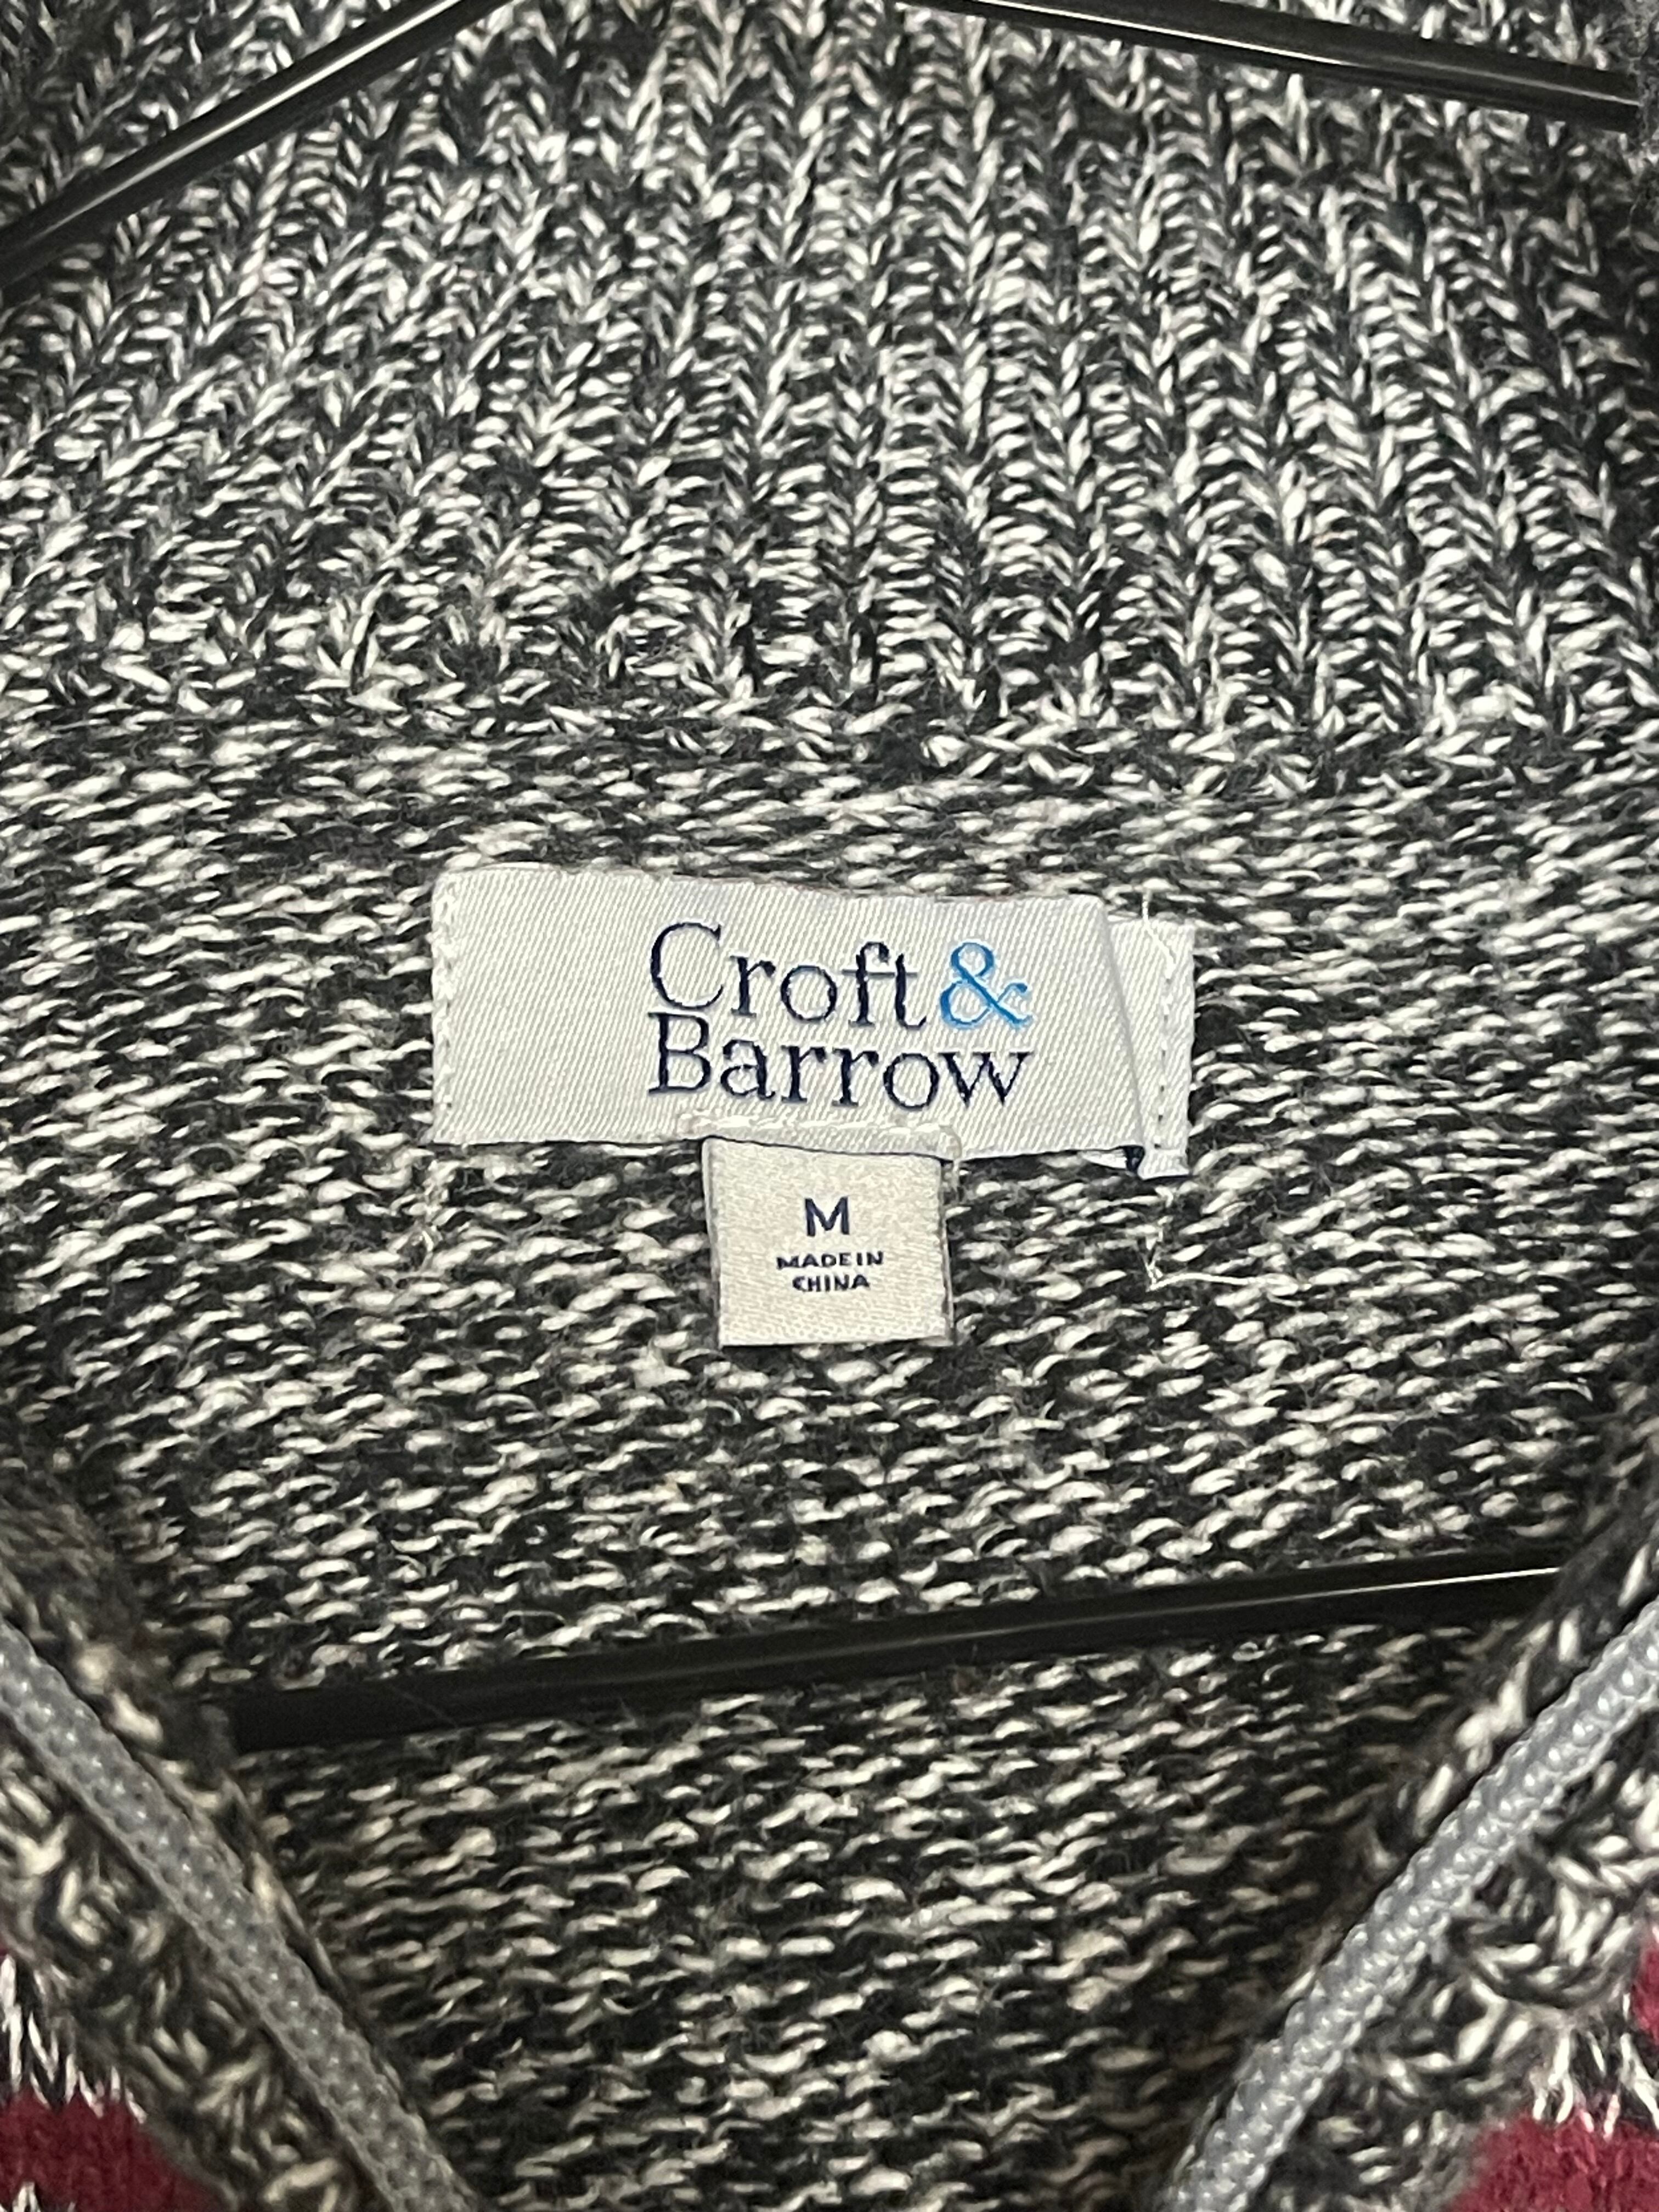 Croft &
Barrow
M
MADE IN
CHINA